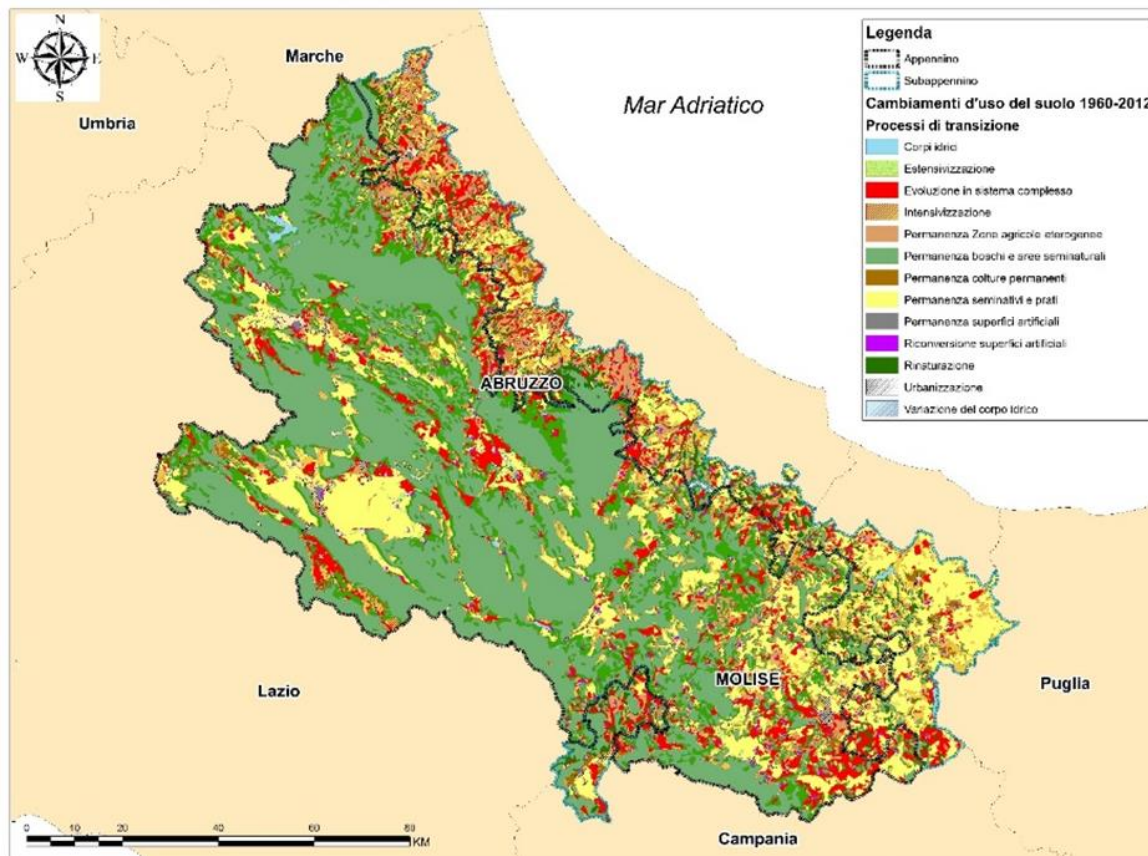 N
W E
S
Marche
Umbria
Mar Adriatico
ABRUZZO
MOLISE
Lazio
Puglia
Campania
0 10 20 40 60 80
KM
Legenda
Appennino
Subappennino
Cambiamenti d'uso del suolo 1960-2012
Processi di transizione
Corpi idrici
Estensivizzazione
Evoluzione in sistema complesso
Intensivizzazione
Permanenza Zone agricole eterogenee
Permanenza boschi e aree seminaturali
Permanenza colture permanenti
Permanenza seminativi e prati
Permanenza superfici artificiali
Riconversione superfici artificiali
Rinaturazione
Urbanizzazione
Variazione del corpo idrico